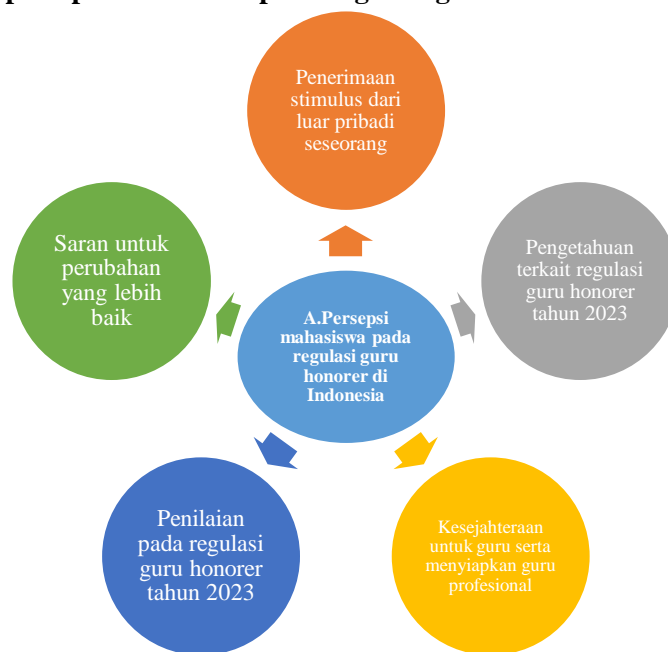 Penerimaan
stimulus dari
luar pribadi
seseorang
Pengetahuan
terkait regulasi
guru honorer
tahun 2023
Kesejahteraan
untuk guru serta
menyiapkan guru
profesional
Penilaian
pada regulasi
guru honorer
tahun 2023
Saran untuk
perubahan
yang lebih
baik
A.Persepsi
mahasiswa pada
regulasi guru
honorer di
Indonesia